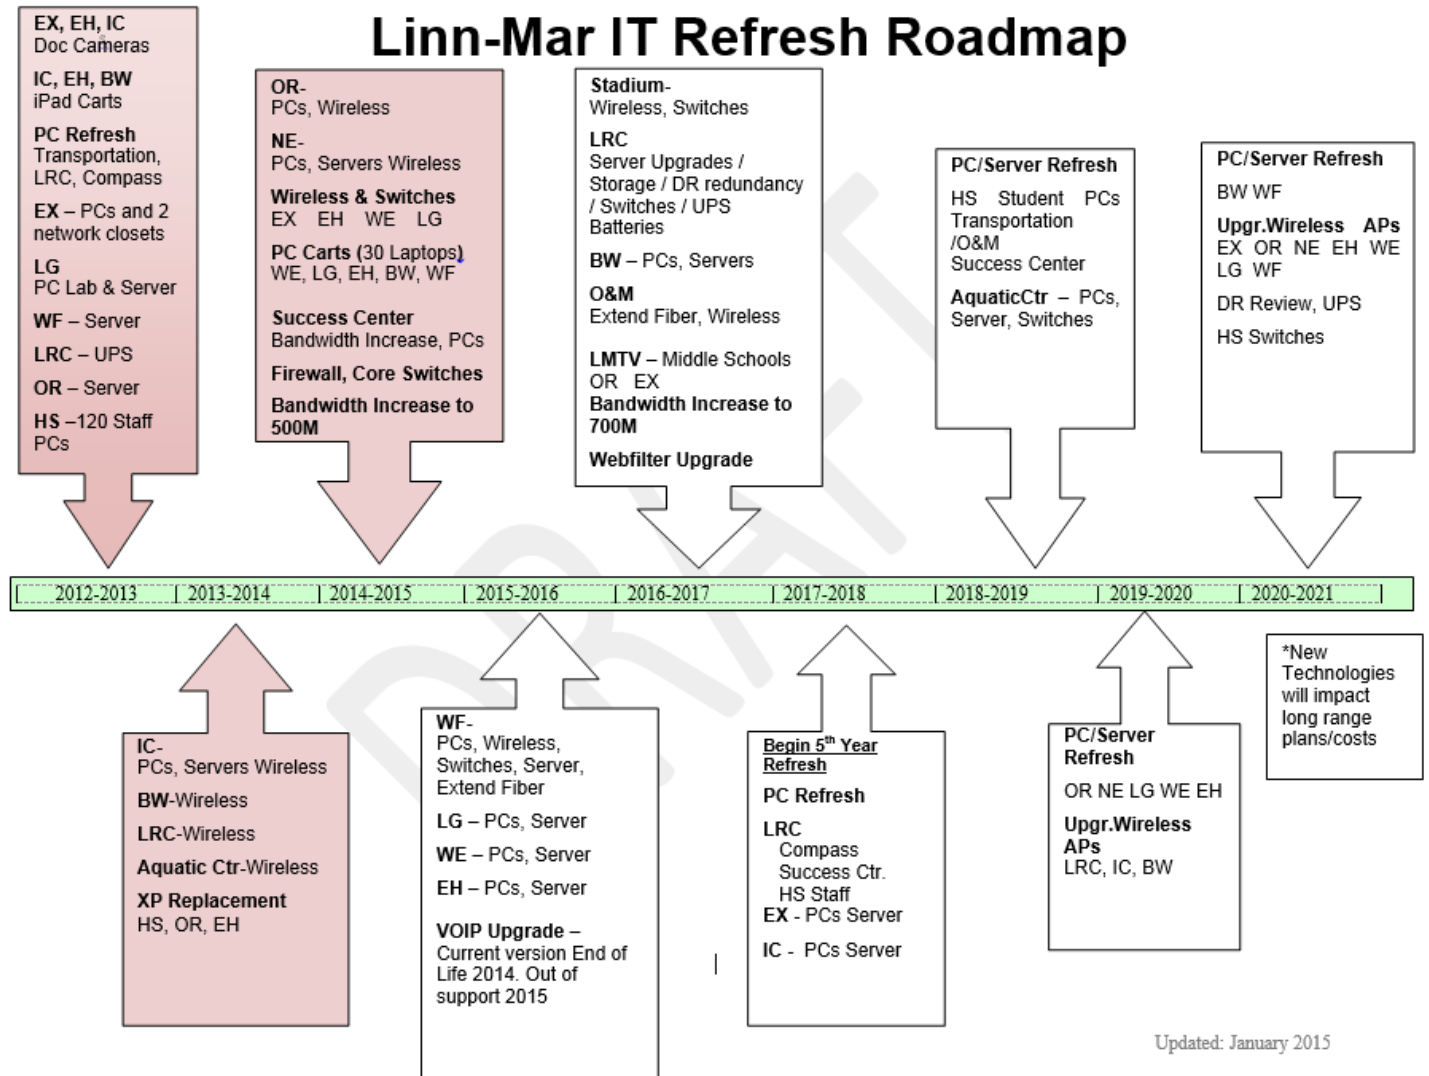 Linn-Mar IT Refresh Roadmap
EX, EH, IC
Doc Cameras
IC, EH, BW
iPad Carts
PC Refresh
Transportation,
LRC, Compass
EX – PCs and 2
network closets
LG
PC Lab & Server
WF – Server
LRC – UPS
OR – Server
HS –120 Staff
PCs
OR-
PCs, Wireless
NE-
PCs, Servers Wireless
Wireless & Switches
EX EH WE LG
PC Carts (30 Laptops)
WE, LG, EH, BW, WF
Success Center
Bandwidth Increase, PCs
Firewall, Core Switches
Bandwidth Increase to
500M
Stadium-
Wireless, Switches
LRC
Server Upgrades /
Storage / DR redundancy
/ Switches / UPS
Batteries
BW – PCs, Servers
O&M
Extend Fiber, Wireless
LMTV – Middle Schools
OR EX
Bandwidth Increase to
700M
Webfilter Upgrade
PC/Server Refresh
HS Student PCs
Transportation
/O&M
Success Center
AquaticCtr – PCs,
Server, Switches
PC/Server Refresh
BW WF
Upgr.Wireless APs
EX OR NE EH WE
LG WF
DR Review, UPS
HS Switches
2012-2013 2013-2014 2014-2015 2015-2016 2016-2017 2017-2018 2018-2019 2019-2020 2020-2021
IC-
PCs, Servers Wireless
BW-Wireless
LRC-Wireless
Aquatic Ctr-Wireless
XP Replacement
HS, OR, EH
WF-
PCs, Wireless,
Switches, Server,
Extend Fiber
LG – PCs, Server
WE – PCs, Server
EH – PCs, Server
VOIP Upgrade –
Current version End of
Life 2014. Out of
support 2015
Begin 5th Year
Refresh
PC Refresh
LRC
Compass
Success Ctr.
HS Staff
EX - PCs Server
IC - PCs Server
PC/Server
Refresh
OR NE LG WE EH
Upgr.Wireless
APs
LRC, IC, BW
*New
Technologies
will impact
long range
plans/costs
Updated: January 2015
DRAFT